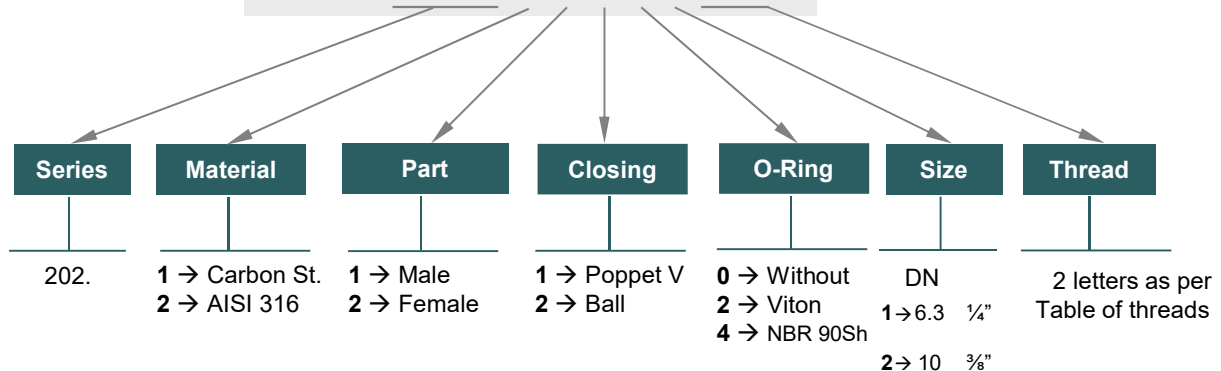 Series Material Part Closing O-Ring Size Thread
202.
1 → Carbon St.
2 → AISI 316
1 → Male
2 → Female
1 → Poppet V
2 → Ball
0 → Without
2 → Viton
4 → NBR 90Sh
DN
1→6.3 ¼”
2→ 10 ⅜”
2 letters as per
Table of threads